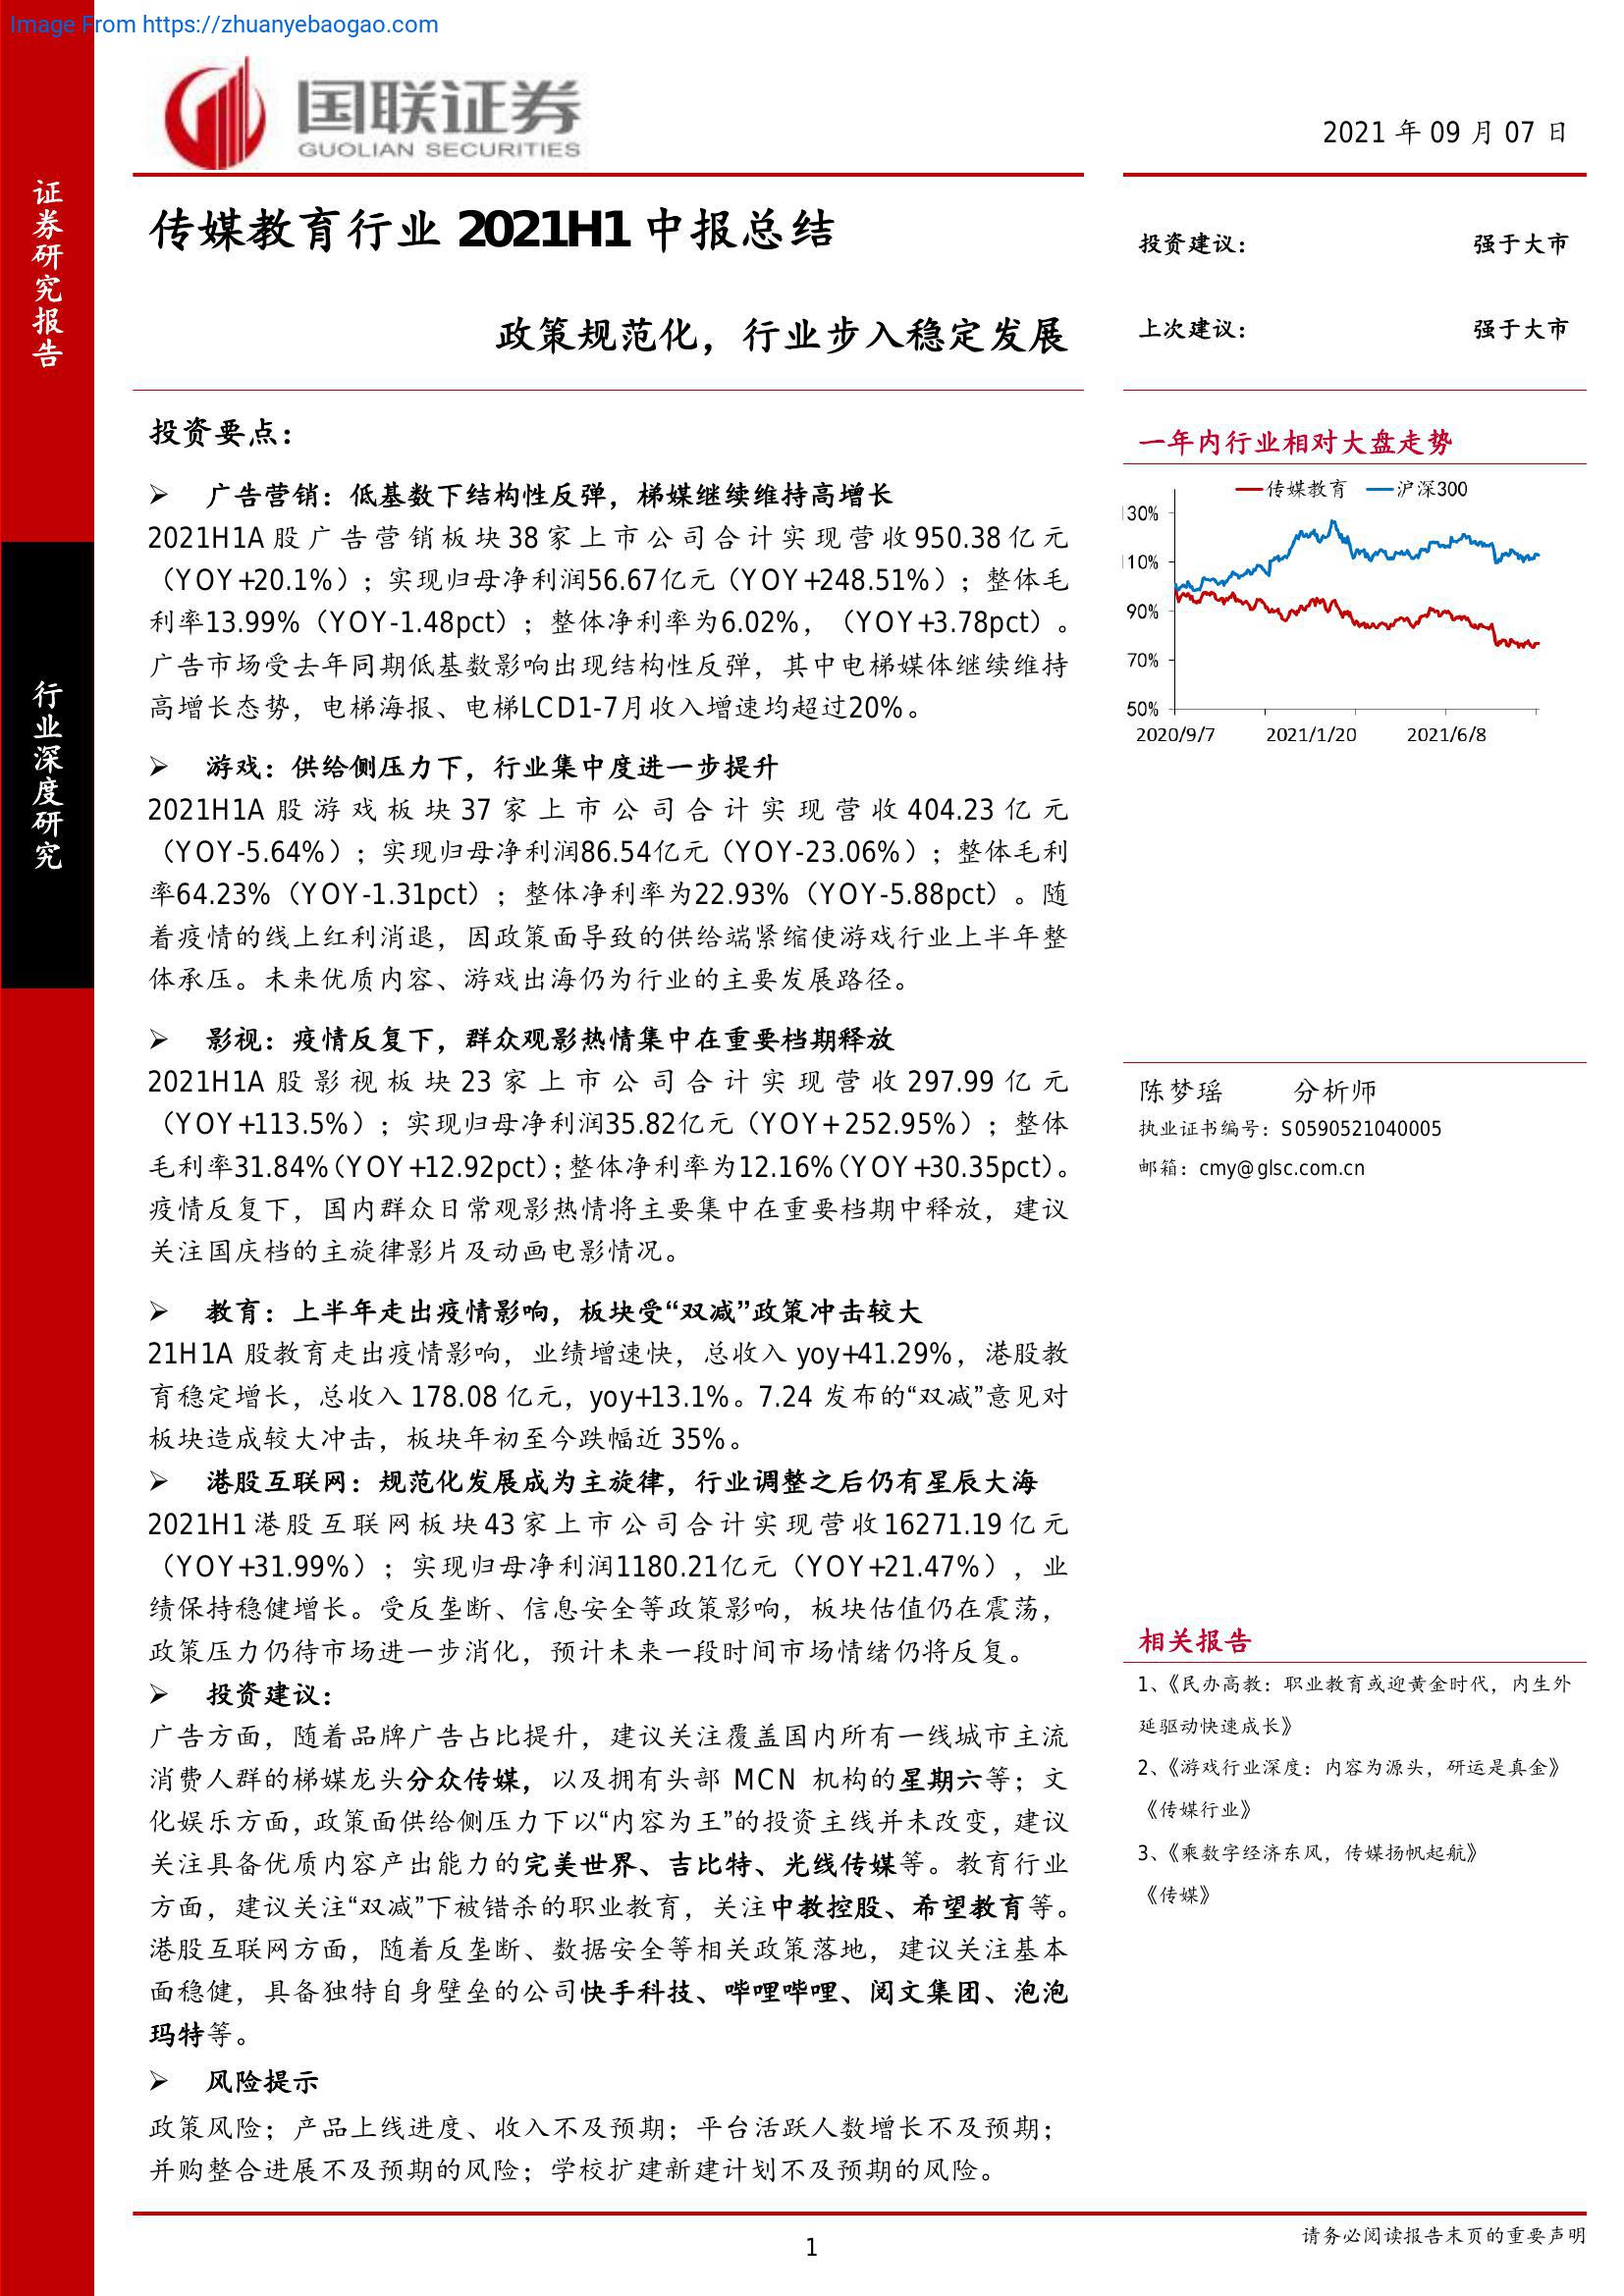 Image From https://zhuanyebaogao.com
国联证券
GUOLIAN SECURITIES
2021 年 09 月 07 日
证券研究报告
行业深度研究
传媒教育行业 2021H1 中报总结
政策规范化，行业步入稳定发展
投资建议： 强于大市
上次建议： 强于大市
投资要点：
➢ 广告营销：低基数下结构性反弹，梯媒继续维持高增长
2021H1A股广告营销板块38家上市公司合计实现营收950.38亿元
（YOY+20.1%）；实现归母净利润56.67亿元（YOY+248.51%）；整体毛
利率13.99%（YOY-1.48pct）；整体净利率为6.02%，（YOY+3.78pct）。
广告市场受去年同期低基数影响出现结构性反弹，其中电梯媒体继续维持
高增长态势，电梯海报、电梯LCD1-7月收入增速均超过20%。
➢ 游戏：供给侧压力下，行业集中度进一步提升
2021H1A股游戏板块37家上市公司合计实现营收404.23亿元
（YOY-5.64%）；实现归母净利润86.54亿元（YOY-23.06%）；整体毛利
率64.23%（YOY-1.31pct）；整体净利率为22.93%（YOY-5.88pct）。随
着疫情的线上红利消退，因政策面导致的供给端紧缩使游戏行业上半年整
体承压。未来优质内容、游戏出海仍为行业的主要发展路径。
➢ 影视：疫情反复下，群众观影热情集中在重要档期释放
2021H1A股影视板块23家上市公司合计实现营收297.99亿元
（YOY+113.5%）；实现归母净利润35.82亿元（YOY+252.95%）；整体
毛利率31.84%（YOY+12.92pct）；整体净利率为12.16%（YOY+30.35pct）。
疫情反复下，国内群众日常观影热情将主要集中在重要档期中释放，建议
关注国庆档的主旋律影片及动画电影情况。
➢ 教育：上半年走出疫情影响，板块受“双减”政策冲击较大
21H1A 股教育走出疫情影响，业绩增速快，总收入 yoy+41.29%，港股教
育稳定增长，总收入 178.08 亿元，yoy+13.1%。7.24 发布的“双减”意见对
板块造成较大冲击，板块年初至今跌幅近 35%。
➢ 港股互联网：规范化发展成为主旋律，行业调整之后仍有星辰大海
2021H1港股互联网板块43家上市公司合计实现营收16271.19亿元
（YOY+31.99%）；实现归母净利润1180.21亿元（YOY+21.47%），业
绩保持稳健增长。受反垄断、信息安全等政策影响，板块估值仍在震荡，
政策压力仍待市场进一步消化，预计未来一段时间市场情绪仍将反复。
➢ 投资建议：
广告方面，随着品牌广告占比提升，建议关注覆盖国内所有一线城市主流
消费人群的梯媒龙头分众传媒，以及拥有头部 MCN 机构的星期六等；文
化娱乐方面，政策面供给侧压力下以“内容为王”的投资主线并未改变，建议
关注具备优质内容产出能力的完美世界、吉比特、光线传媒等。教育行业
方面，建议关注“双减”下被错杀的职业教育，关注中教控股、希望教育等。
港股互联网方面，随着反垄断、数据安全等相关政策落地，建议关注基本
面稳健，具备独特自身壁垒的公司快手科技、哔哩哔哩、阅文集团、泡泡
玛特等。
➢ 风险提示
政策风险；产品上线进度、收入不及预期；平台活跃人数增长不及预期；
并购整合进展不及预期的风险；学校扩建新建计划不及预期的风险。
一年内行业相对大盘走势
传媒教育 沪深300
130%
110%
90%
70%
50%
2020/9/7 2021/1/20 2021/6/8
陈梦瑶 分析师
执业证书编号：S0590521040005
邮箱：cmy@glsc.com.cn
相关报告
1、《民办高教：职业教育或迎黄金时代，内生外
延驱动快速成长》
2、《游戏行业深度：内容为源头，研运是真金》
《传媒行业》
3、《乘数字经济东风，传媒扬帆起航》
《传媒》
1
请务必阅读报告末页的重要声明